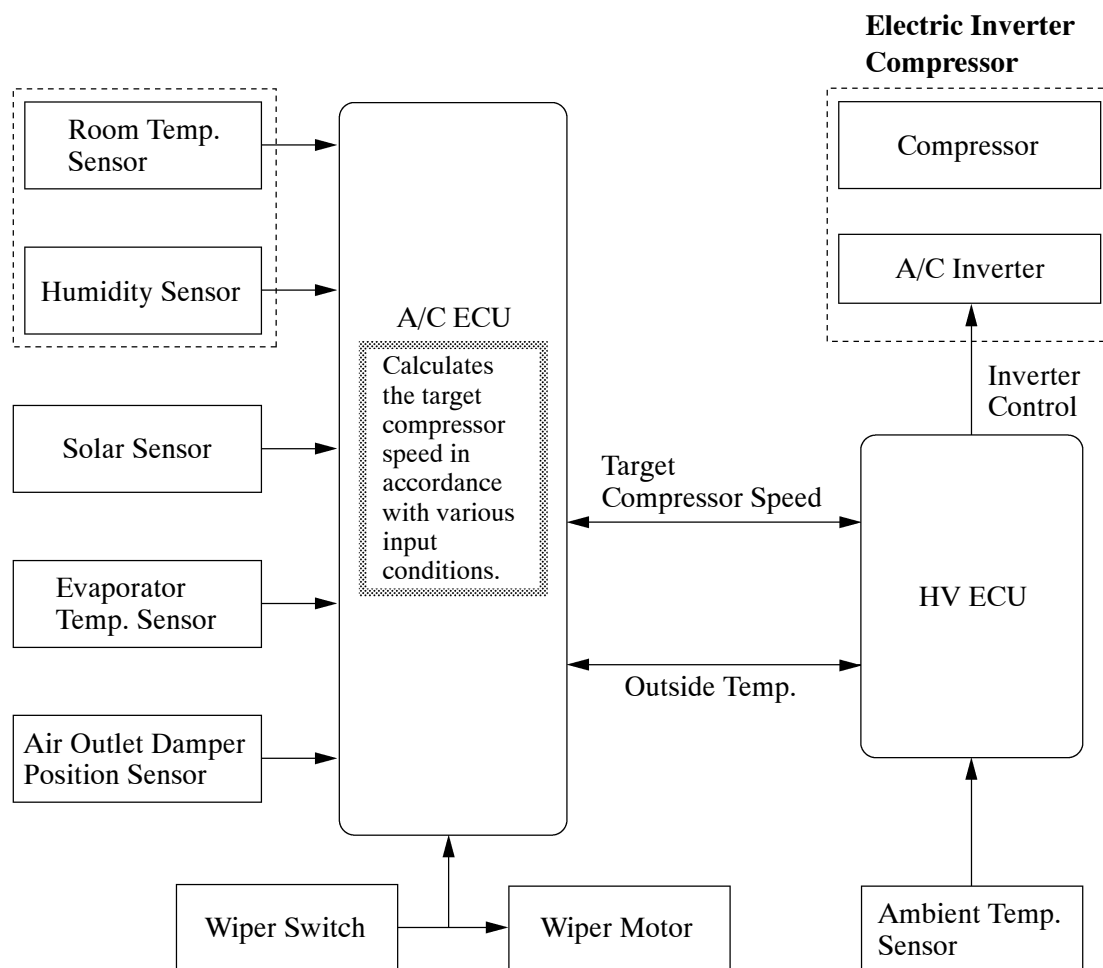 Electric Inverter
Compressor
Room Temp.
Sensor
Humidity Sensor
Solar Sensor
Evaporator
Temp. Sensor
Air Outlet Damper
Position Sensor
A/C ECU
Calculates
the target
compressor
speed in
accordance
with various
input
conditions.
Wiper Switch
Wiper Motor
Target
Compressor Speed
Outside Temp.
Compressor
A/C Inverter
Inverter
Control
HV ECU
Ambient Temp.
Sensor